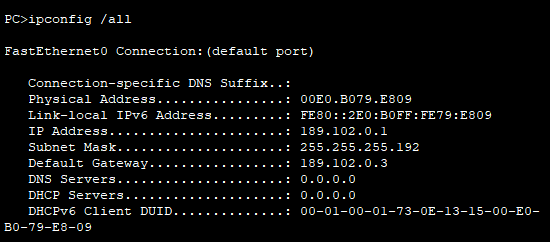 PC>ipconfig /all
FastEthernet0 Connection:(default port)
Connection-specific DNS Suffix..:
Physical Address................: 00E0.B079.E809
Link-local IPv6 Address.........: FE80::2E0:B0FF:FE79:E809
IP Address......................: 189.102.0.1
Subnet Mask.....................: 255.255.255.192
Default Gateway.................: 189.102.0.3
DNS Servers.....................: 0.0.0.0
DHCP Servers....................: 0.0.0.0
DHCPv6 Client DUID..............: 00-01-00-01-73-0E-13-15-00-E0-
B0-79-E8-09